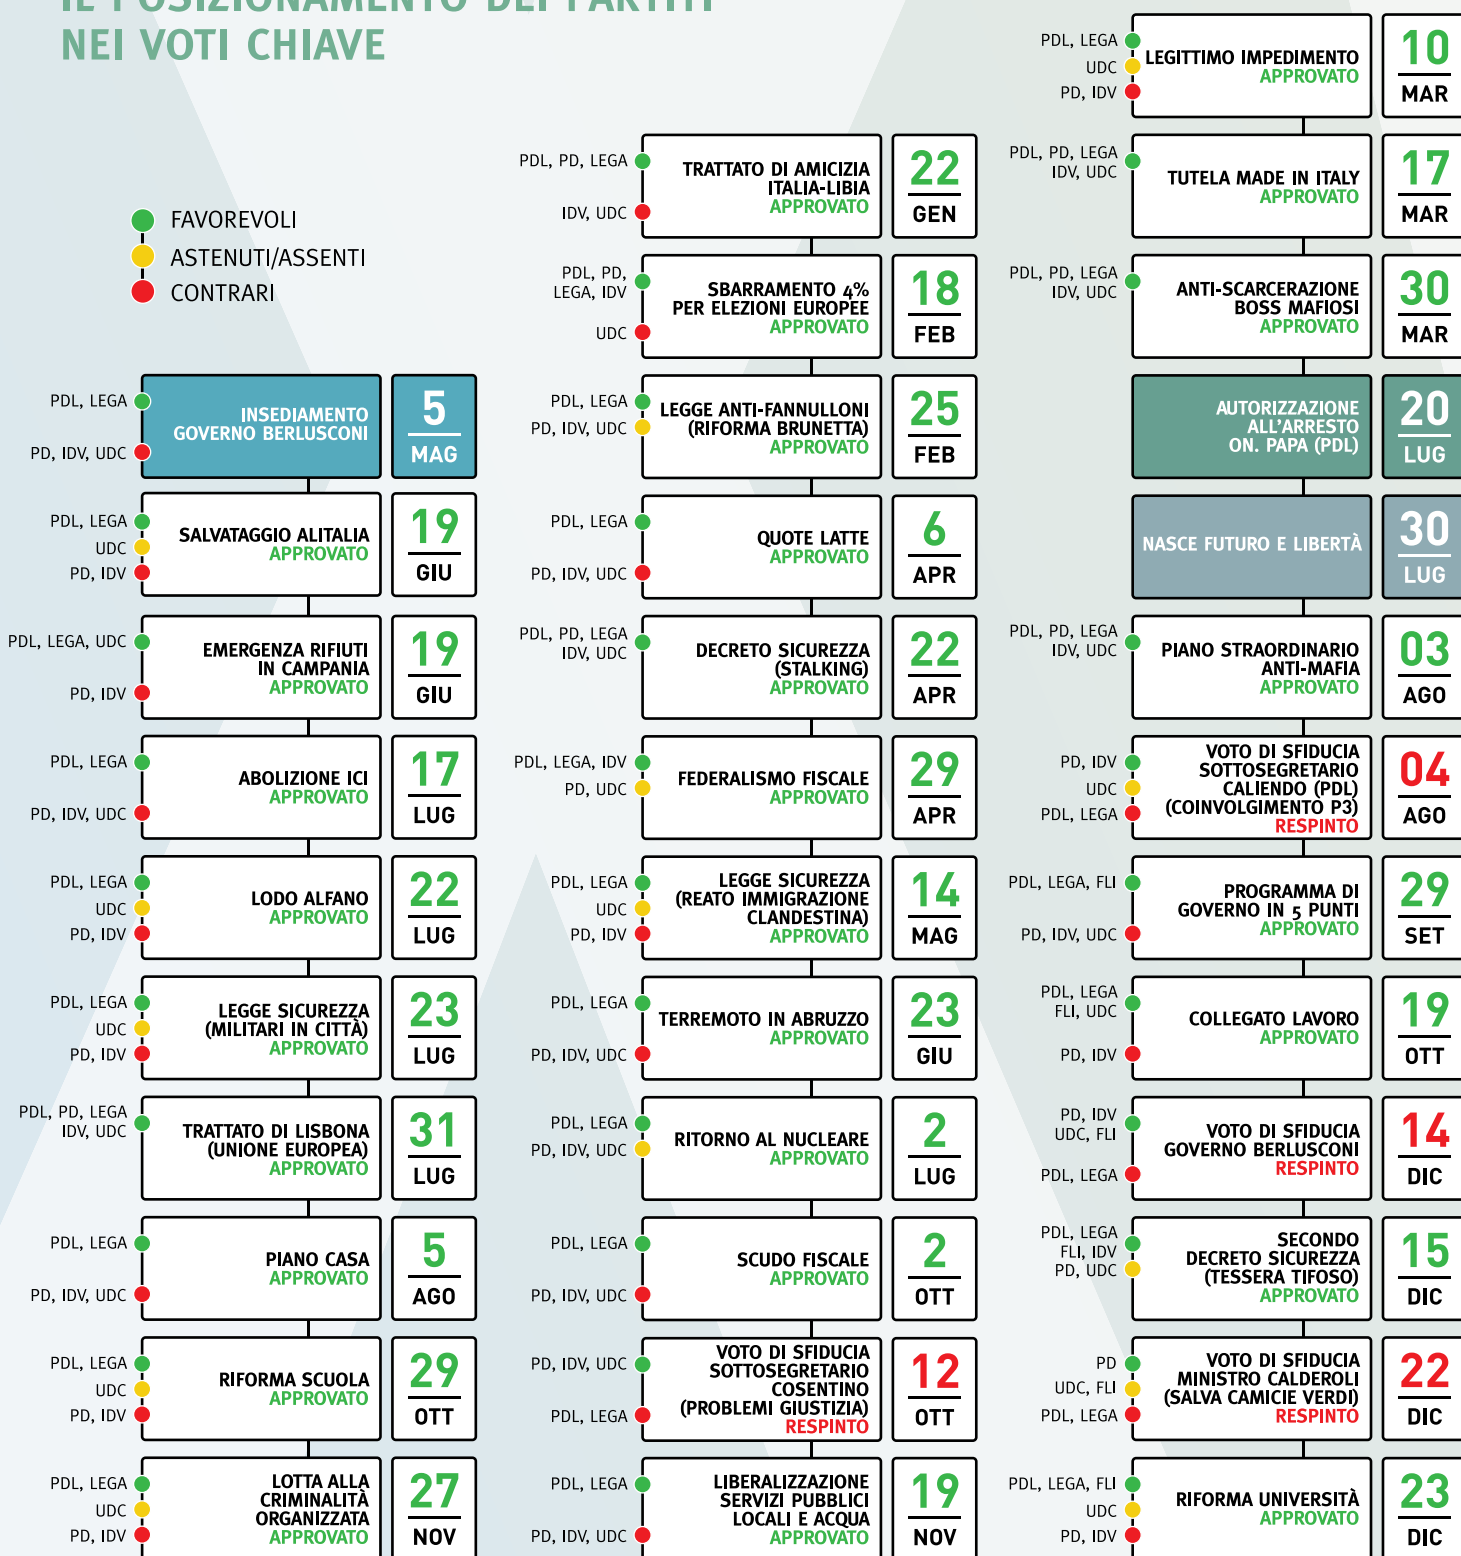 IL POSIZIONAMENTO DEI PARTITI
NEI VOTI CHIAVE
FAVOREVOLI
ASTENUTI/ASSENTI
CONTRARI
PDL, LEGA
PD, IDV, UDC
INSEDIAMENTO
GOVERNO BERLUSCONI
5
MAG
PDL, LEGA
UDC
PD, IDV
SALVATAGGIO ALITALIA
APPROVATO
19
GIU
PDL, LEGA, UDC
PD, IDV
EMERGENZA RIFIUTI
IN CAMPANIA
APPROVATO
19
GIU
PDL, LEGA
PD, IDV, UDC
ABOLIZIONE ICI
APPROVATO
17
LUG
PDL, LEGA
UDC
PD, IDV
LODO ALFANO
APPROVATO
22
LUG
PDL, LEGA
UDC
PD, IDV
LEGGE SICUREZZA
(MILITARI IN CITTÀ)
APPROVATO
23
LUG
PDL, PD, LEGA
IDV, UDC
TRATTATO DI LISBONA
(UNIONE EUROPEA)
APPROVATO
31
LUG
PDL, LEGA
PD, IDV, UDC
PIANO CASA
APPROVATO
5
AGO
PDL, LEGA
UDC
PD, IDV
RIFORMA SCUOLA
APPROVATO
29
OTT
PDL, LEGA
UDC
PD, IDV
LOTTA ALLA
CRIMINALITÀ
ORGANIZZATA
APPROVATO
27
NOV
PDL, PD, LEGA
IDV, UDC
TRATTATO DI AMICIZIA
ITALIA-LIBIA
APPROVATO
22
GEN
PDL, PD,
LEGA, IDV
UDC
SBARRAMENTO 4%
PER ELEZIONI EUROPEE
APPROVATO
18
FEB
PDL, LEGA
PD, IDV, UDC
LEGGE ANTI-FANNULLONI
(RIFORMA BRUNETTA)
APPROVATO
25
FEB
PDL, LEGA
PD, IDV, UDC
QUOTE LATTE
APPROVATO
6
APR
PDL, PD, LEGA
IDV, UDC
DECRETO SICUREZZA
(STALKING)
APPROVATO
22
APR
PDL, LEGA, IDV
PD, UDC
FEDERALISMO FISCALE
APPROVATO
29
APR
PDL, LEGA
UDC
PD, IDV
LEGGE SICUREZZA
(REATO IMMIGRAZIONE
CLANDESTINA)
APPROVATO
14
MAG
PDL, LEGA
PD, IDV, UDC
TERREMOTO IN ABRUZZO
APPROVATO
23
GIU
PDL, LEGA
PD, IDV, UDC
RITORNO AL NUCLEARE
APPROVATO
2
LUG
PDL, LEGA
PD, IDV, UDC
SCUDO FISCALE
APPROVATO
2
OTT
PD, IDV, UDC
PDL, LEGA
VOTO DI SFIDUCIA
SOTTOSEGRETARIO
COSENTINO
(PROBLEMI GIUSTIZIA)
RESPINTO
12
OTT
PDL, LEGA
PD, IDV, UDC
LIBERALIZZAZIONE
SERVIZI PUBBLICI
LOCALI E ACQUA
APPROVATO
19
NOV
PDL, LEGA
UDC
PD, IDV
LEGITTIMO IMPEDIMENTO
APPROVATO
10
MAR
PDL, PD, LEGA
IDV, UDC
TUTELA MADE IN ITALY
APPROVATO
17
MAR
PDL, PD, LEGA
IDV, UDC
ANTI-SCARCERAZIONE
BOSS MAFIOSI
APPROVATO
30
MAR
AUTORIZZAZIONE
ALL'ARRESTO
ON. PAPA (PDL)
20
LUG
NASCE FUTURO E LIBERTÀ
30
LUG
PDL, PD, LEGA
IDV, UDC
PIANO STRAORDINARIO
ANTI-MAFIA
APPROVATO
03
AGO
PD, IDV
UDC
PDL, LEGA
VOTO DI SFIDUCIA
SOTTOSEGRETARIO
CALIENDO (PDL)
(COINVOLGIMENTO P3)
RESPINTO
04
AGO
PDL, LEGA, FLI
PD, IDV, UDC
PROGRAMMA DI
GOVERNO IN 5 PUNTI
APPROVATO
29
SET
PDL, LEGA
FLI, UDC
PD, IDV
COLLEGATO LAVORO
APPROVATO
19
OTT
PD, IDV
UDC, FLI
PDL, LEGA
VOTO DI SFIDUCIA
GOVERNO BERLUSCONI
RESPINTO
14
DIC
PDL, LEGA
FLI, IDV
PD, UDC
SECONDO
DECRETO SICUREZZA
(TESSERA TIFOSO)
APPROVATO
15
DIC
PD
UDC, FLI
PDL, LEGA
VOTO DI SFIDUCIA
MINISTRO CALDEROLI
(SALVA CAMICIE VERDI)
RESPINTO
22
DIC
PDL, LEGA, FLI
UDC
PD, IDV
RIFORMA UNIVERSITÀ
APPROVATO
23
DIC